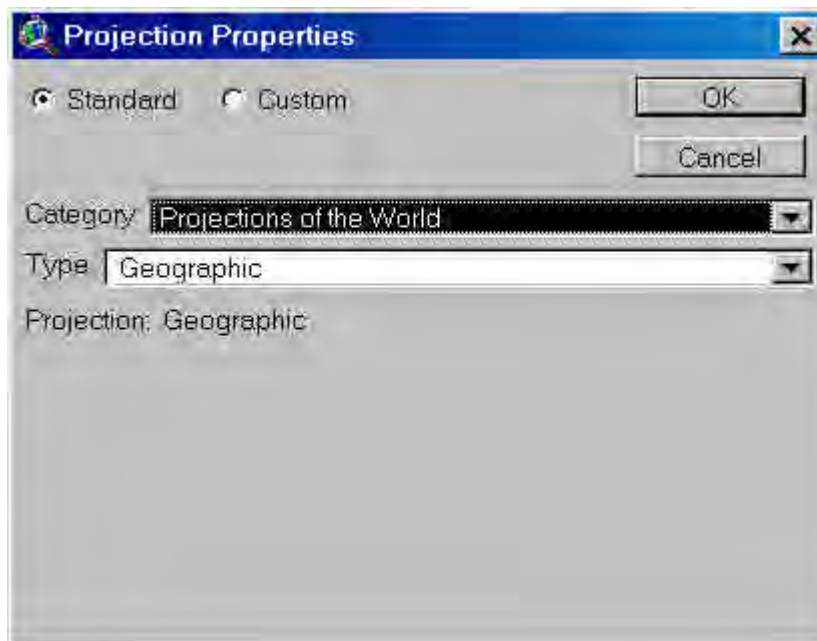 Projection Properties
Standard Custom OK
Cancel
Category: Projections of the World
Type Geographic
Projection: Geographic